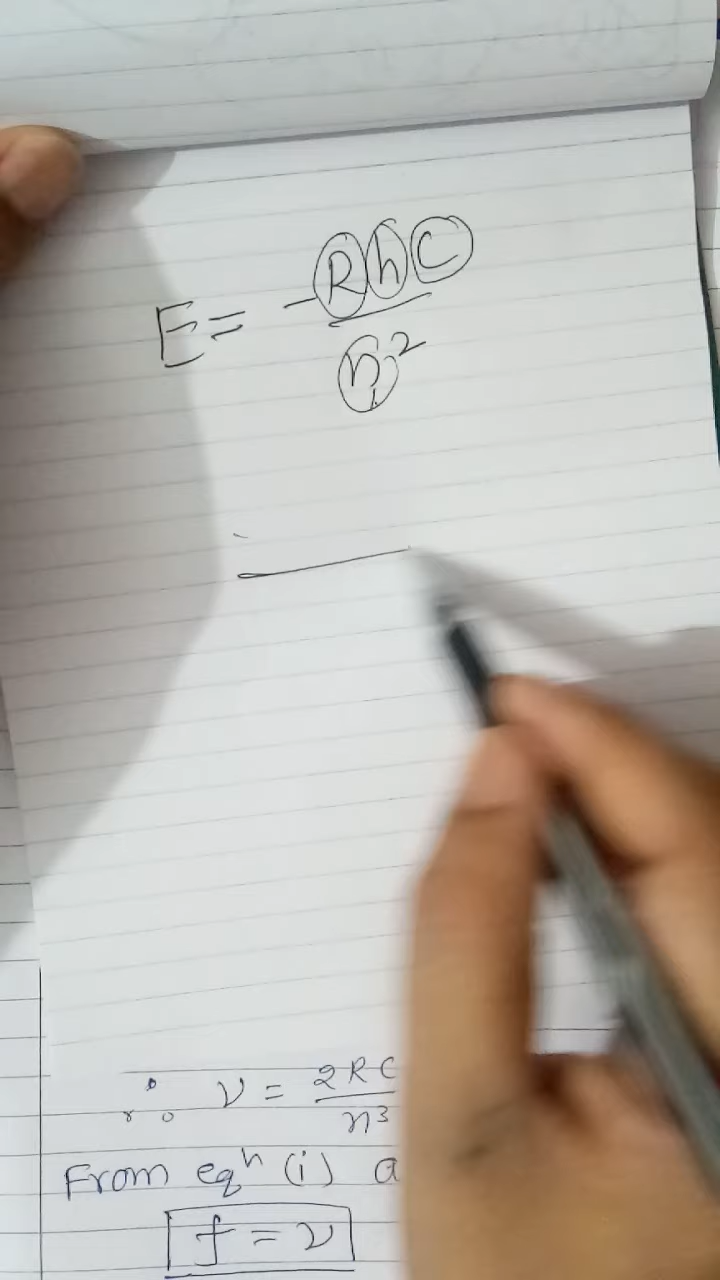 E = -RhC/n²
∴ ν = 2RC/n³
From eqⁿ (i) a
f = ν